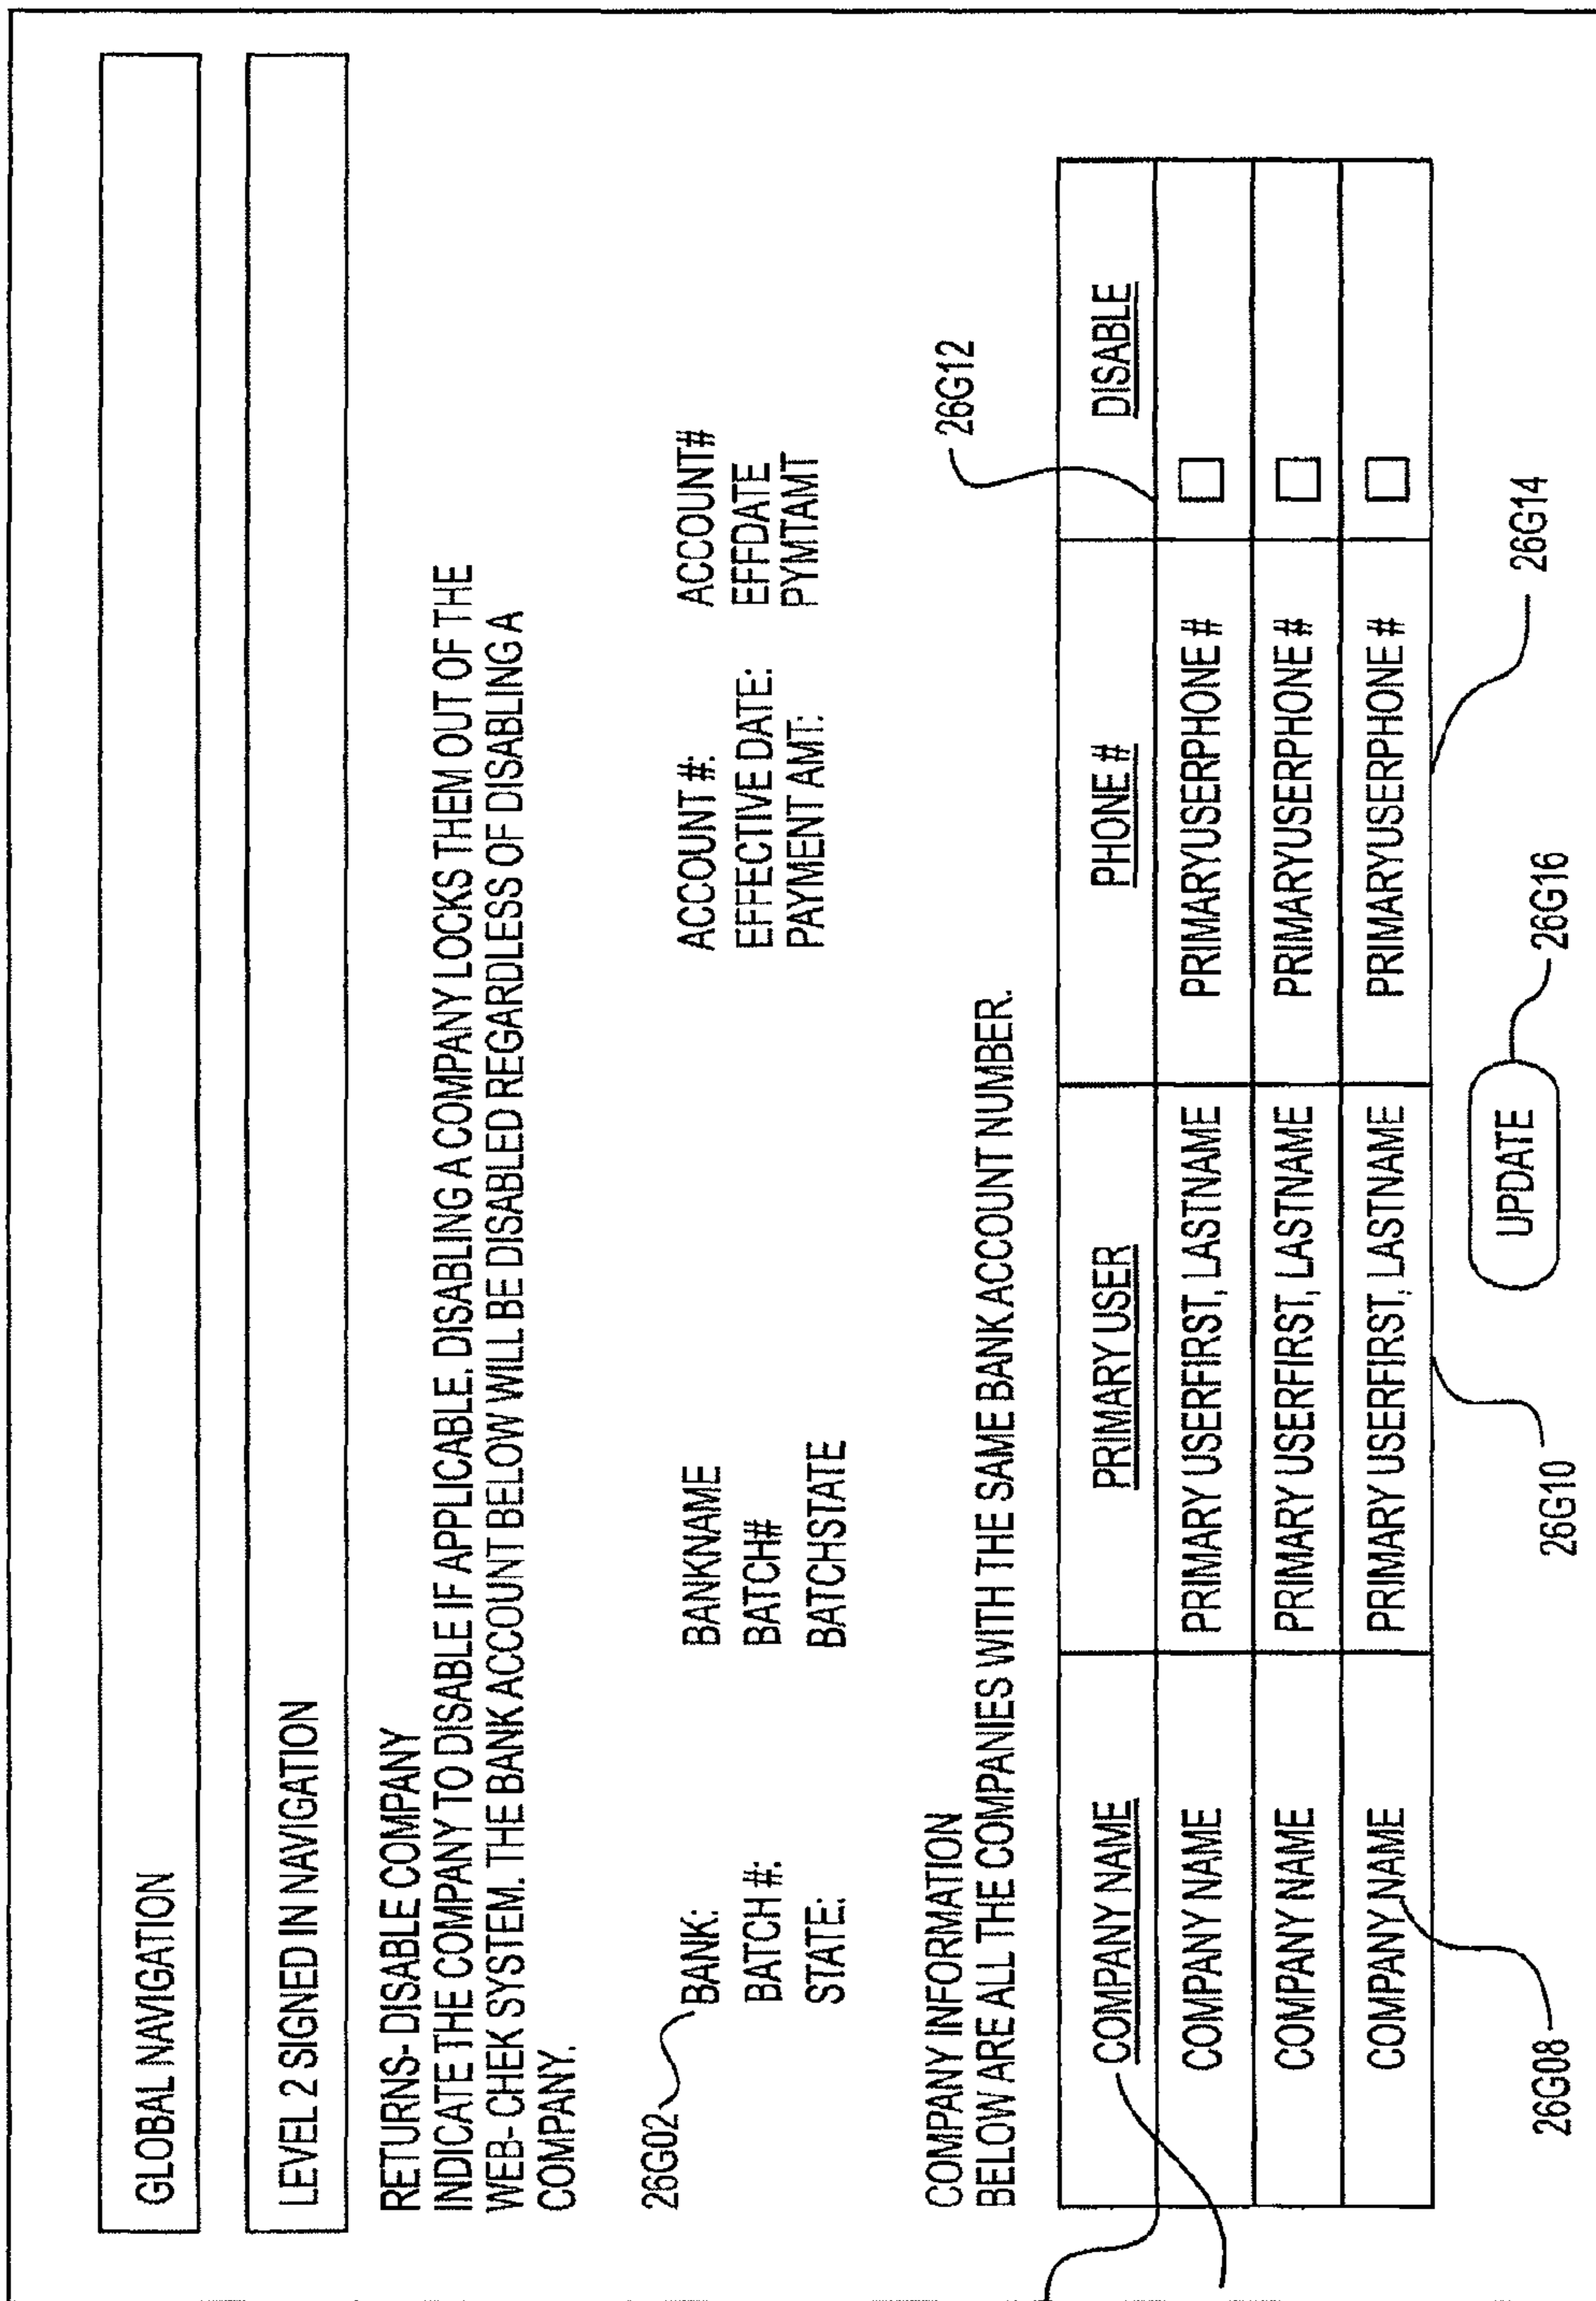 GLOBAL NAVIGATION
LEVEL 2 SIGNED IN NAVIGATION
RETURNS- DISABLE COMPANY
INDICATE THE COMPANY TO DISABLE IF APPLICABLE. DISABLING A COMPANY LOCKS THEM OUT OF THE
WEB- CHEK SYSTEM. THE BANK ACCOUNT BELOW WILL BE DISABLED REGARDLESS OF DISABLING A
COMPANY.
26G02
BANK: BANKNAME ACCOUNT #: ACCOUNT#
BATCH #: BATCH# EFFECTIVE DATE: EFFDATE
STATE: BATCHSTATE PAYMENT AMT: PYMTAMT
COMPANY INFORMATION
BELOW ARE ALL THE COMPANIES WITH THE SAME BANK ACCOUNT NUMBER.
26G12
COMPANY NAME PRIMARY USER PHONE # DISABLE
COMPANY NAME PRIMARY USERFIRST, LASTNAME PRIMARYUSERPHONE #
COMPANY NAME PRIMARY USERFIRST, LASTNAME PRIMARYUSERPHONE #
COMPANY NAME PRIMARY USERFIRST, LASTNAME PRIMARYUSERPHONE #
UPDATE
26G08 26G10 26G16 26G14